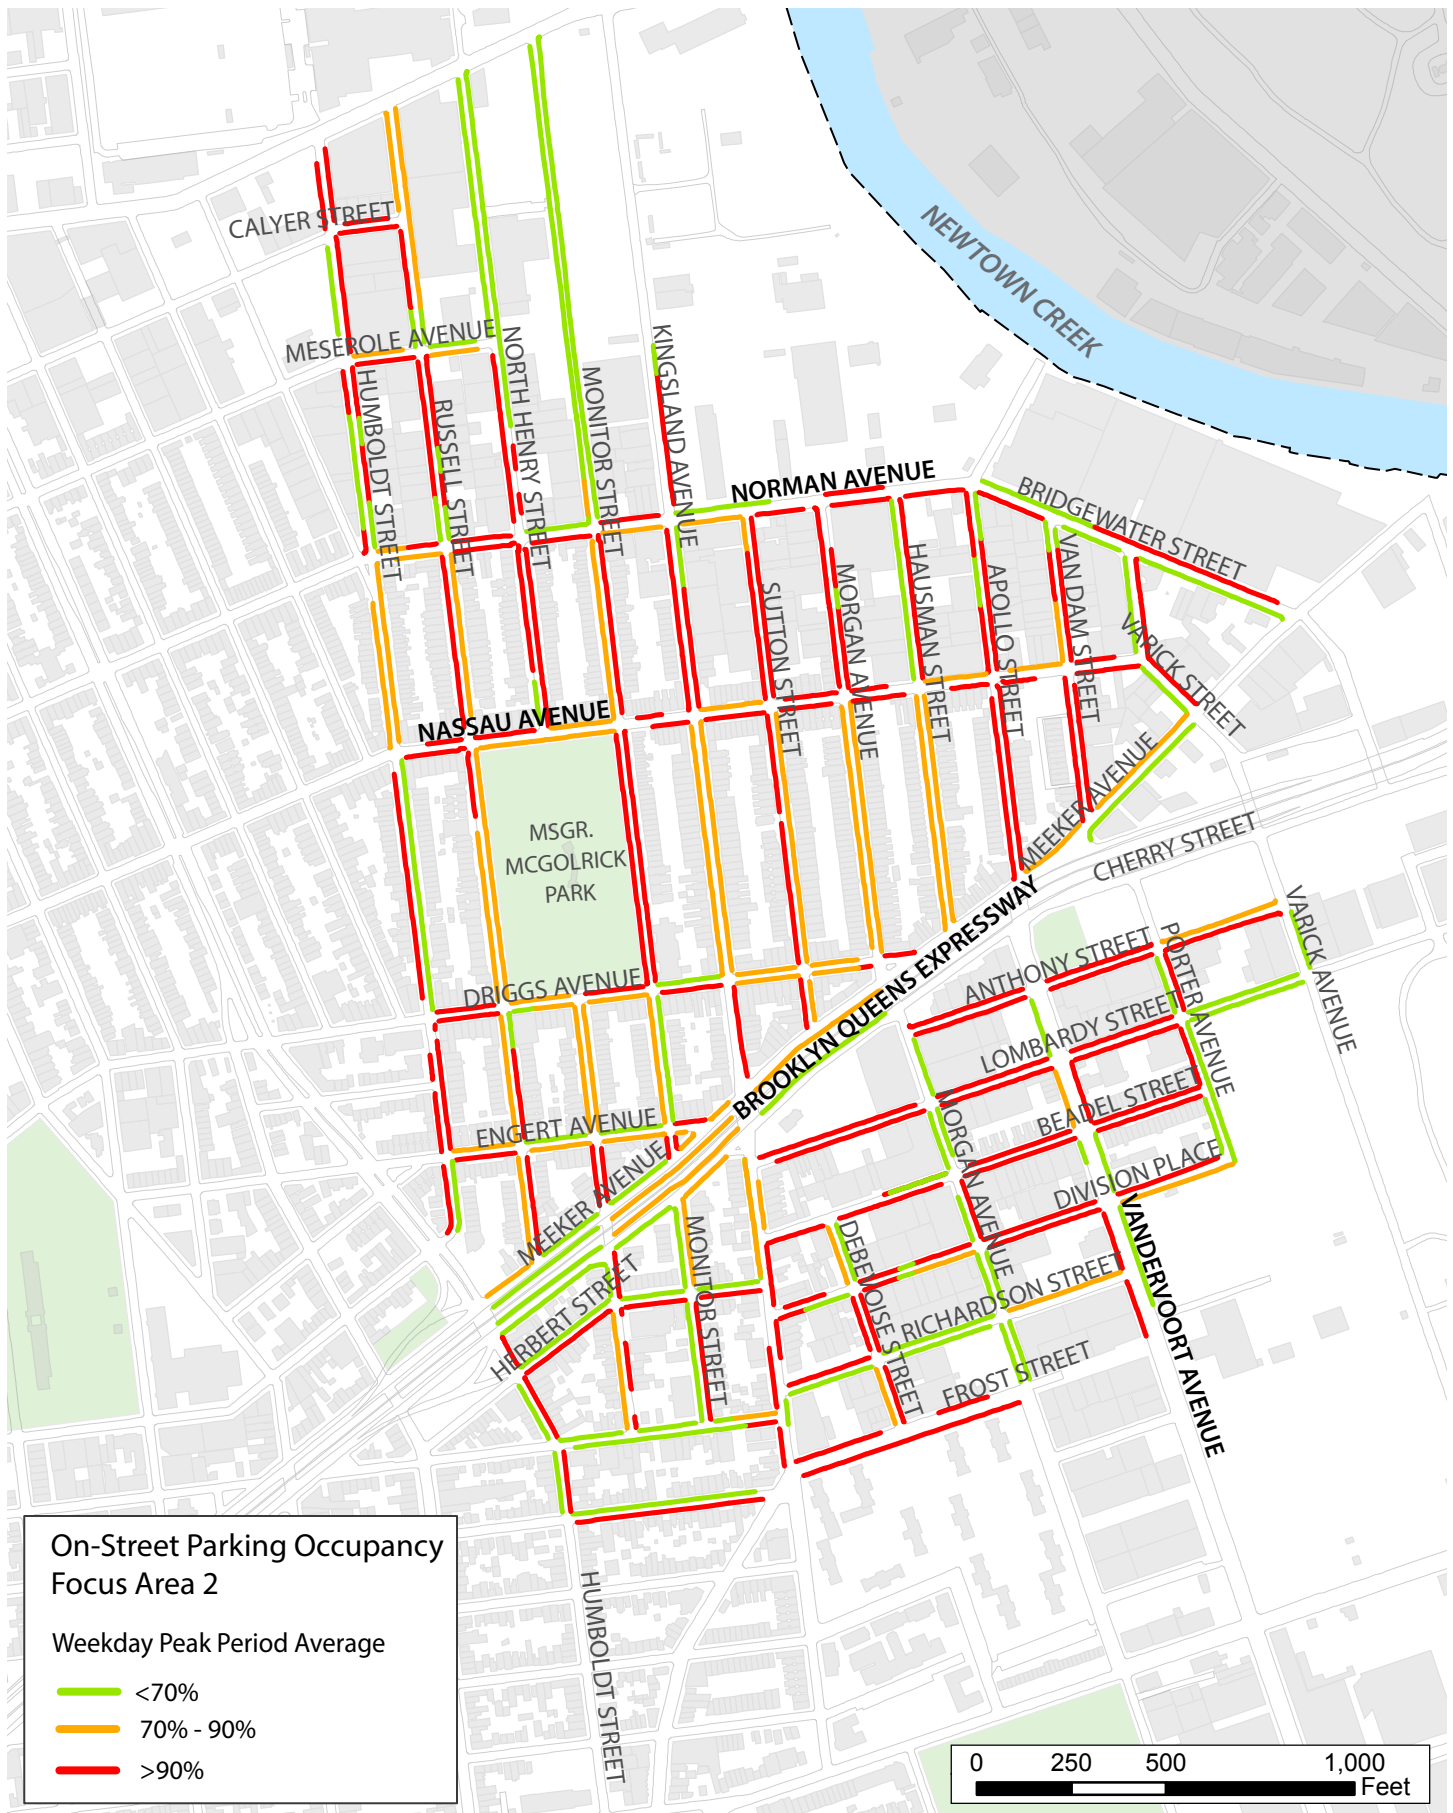 CALYER STREET
NEWTOWN CREEK
MESEROLE AVENUE
HUMBOLDT STREET
RUSSELL STREET
NORTH HENRY STREET
MONITOR STREET
KINGSLAND AVENUE
NORMAN AVENUE
BRIDGEWATER STREET
SUTTON STREET
MORGAN AVENUE
HAUSMAN STREET
APOLLO STREET
VAN DAM STREET
VARICK STREET
NASSAU AVENUE
MSGR.
MCGOLRICK
PARK
MEEKER AVENUE
CHERRY STREET
BROOKLYN QUEENS EXPRESSWAY
DRIGGS AVENUE
ANTHONY STREET
PORTER AVENUE
VARICK AVENUE
LOMBARDY STREET
BEADEL STREET
MORGAN AVENUE
ENGERT AVENUE
DIVISION PLACE
MEEKER AVENUE
VANDERVOORT AVENUE
MONITOR STREET
DEBEVOISE STREET
HERBERT STREET
RICHARDSON STREET
FROST STREET
HUMBOLDT STREET
On-Street Parking Occupancy
Focus Area 2
Weekday Peak Period Average
<70%
70% - 90%
>90%
0 250 500 1,000
Feet